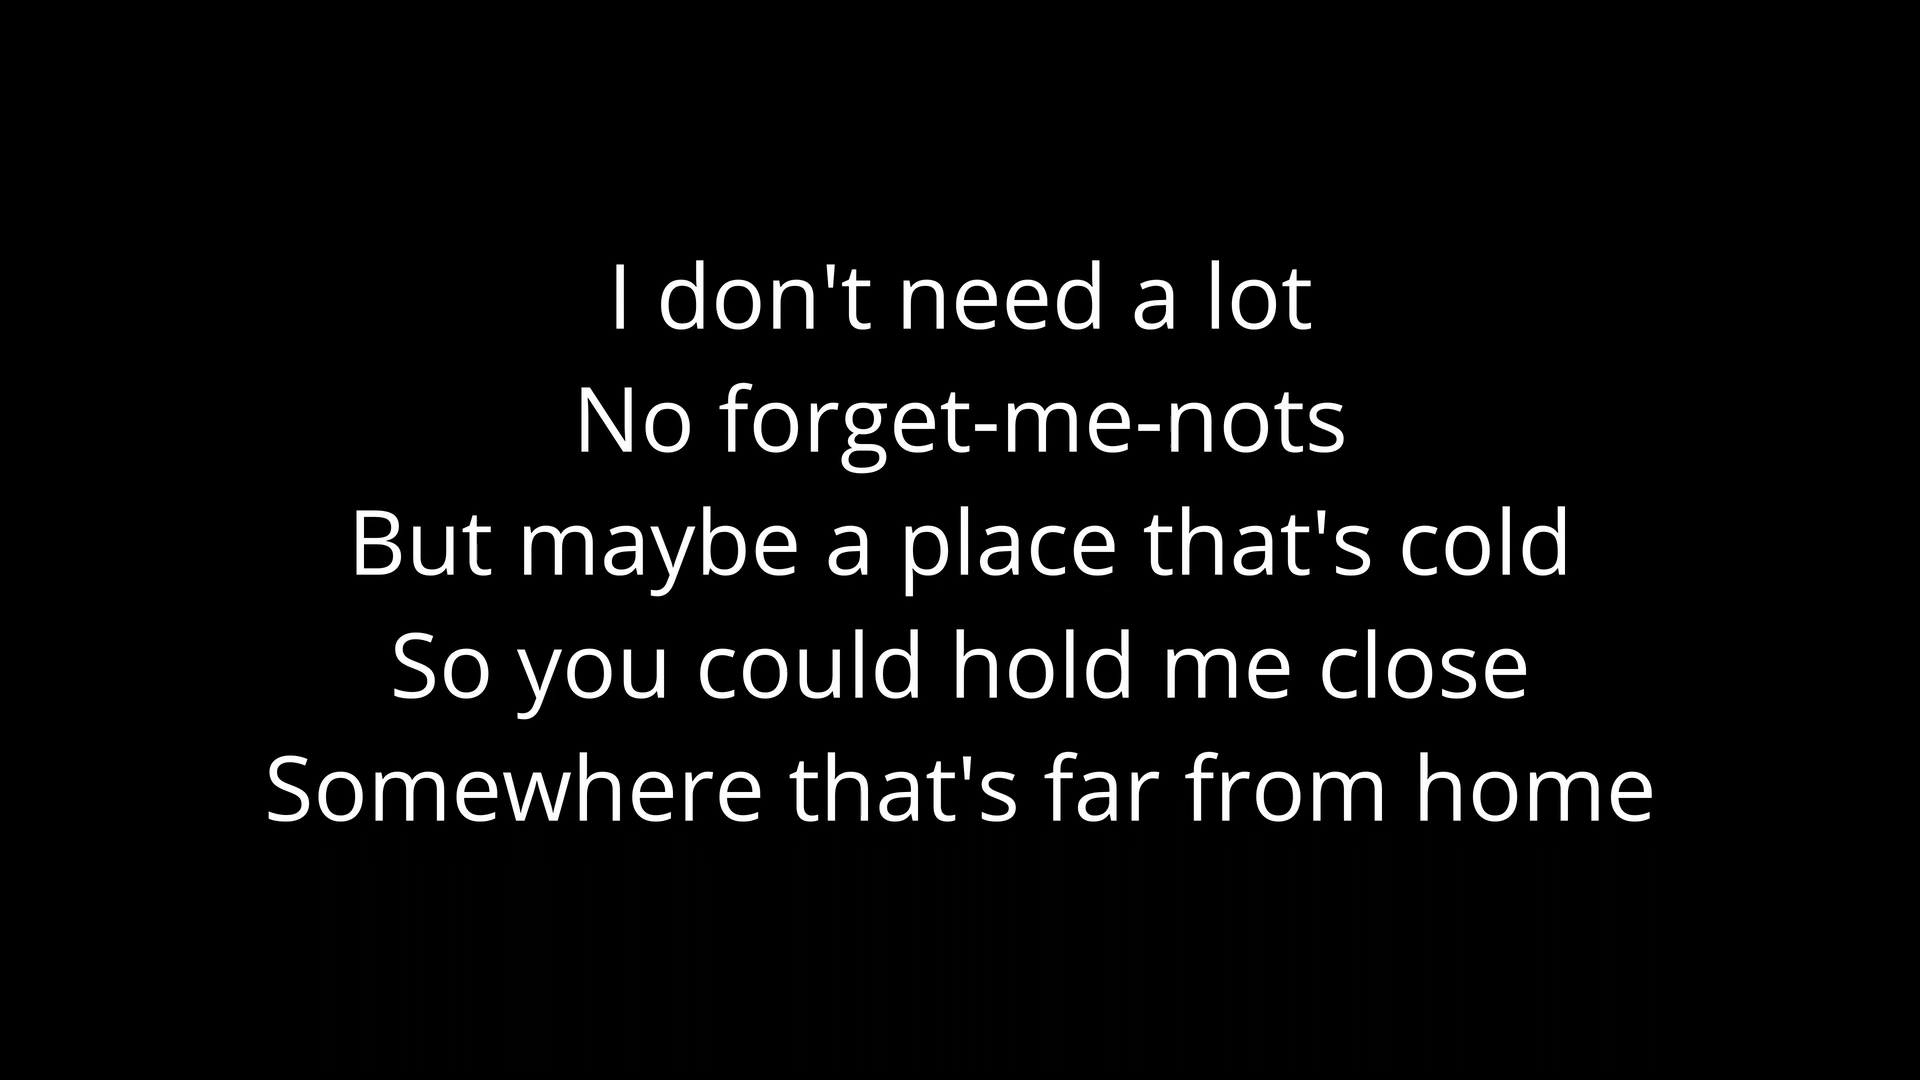 I don't need a lot
No forget-me-nots
But maybe a place that's cold
So you could hold me close
Somewhere that's far from home